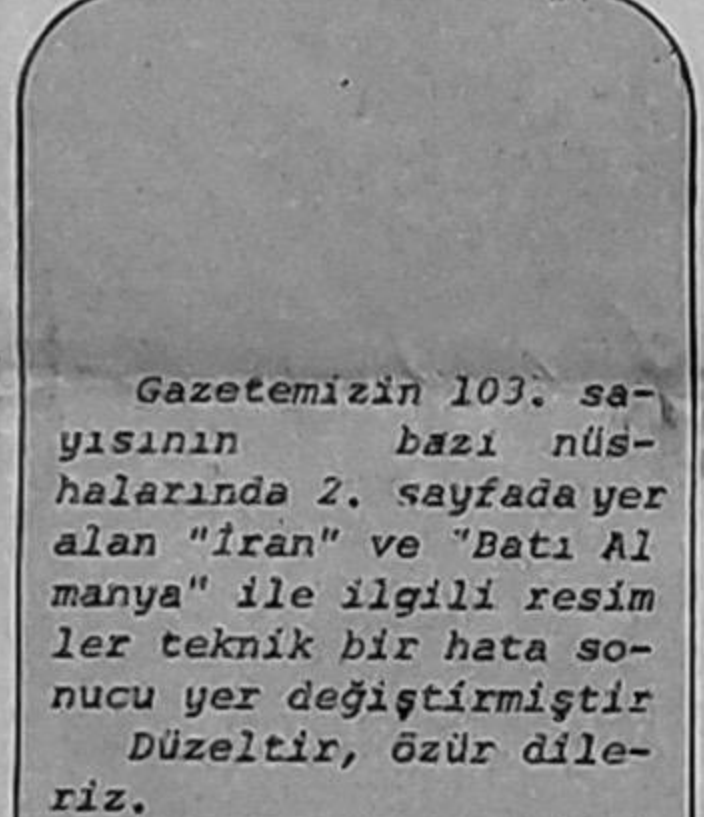 Gazetemizin 103. sa-
yısının bazı nüs-
halarında 2. sayfada yer
alan "İran" ve "Batı Al
manya" ile ilgili resim
ler teknik bir hata so-
nucu yer değiştirmiştir
Düzeltir, özür dile-
riz.